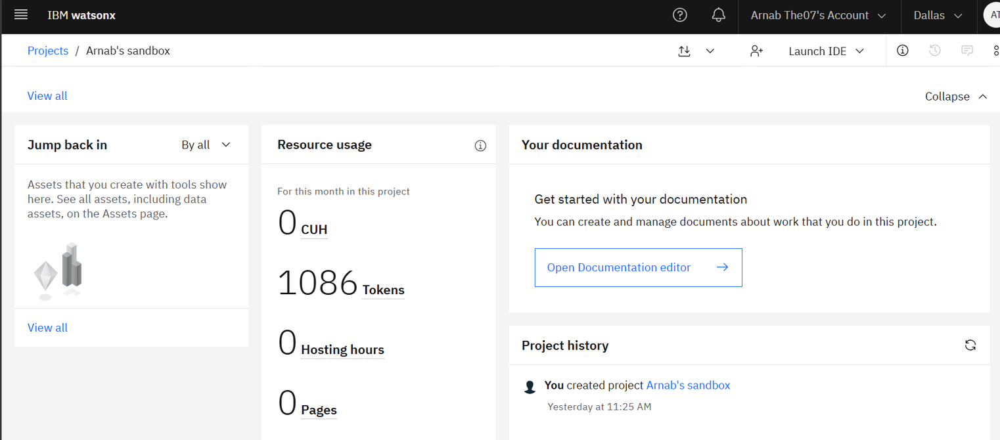 IBM watsonx
Arnab The07's Account
Dallas
AT
Projects / Arnab's sandbox
Launch IDE
View all
Collapse
Jump back in
By all
Assets that you create with tools show
here. See all assets, including data
assets, on the Assets page.
View all
Resource usage
For this month in this project
0 CUH
1086 Tokens
0 Hosting hours
0 Pages
Your documentation
Get started with your documentation
You can create and manage documents about work that you do in this project.
Open Documentation editor
Project history
You created project Arnab's sandbox
Yesterday at 11:25 AM